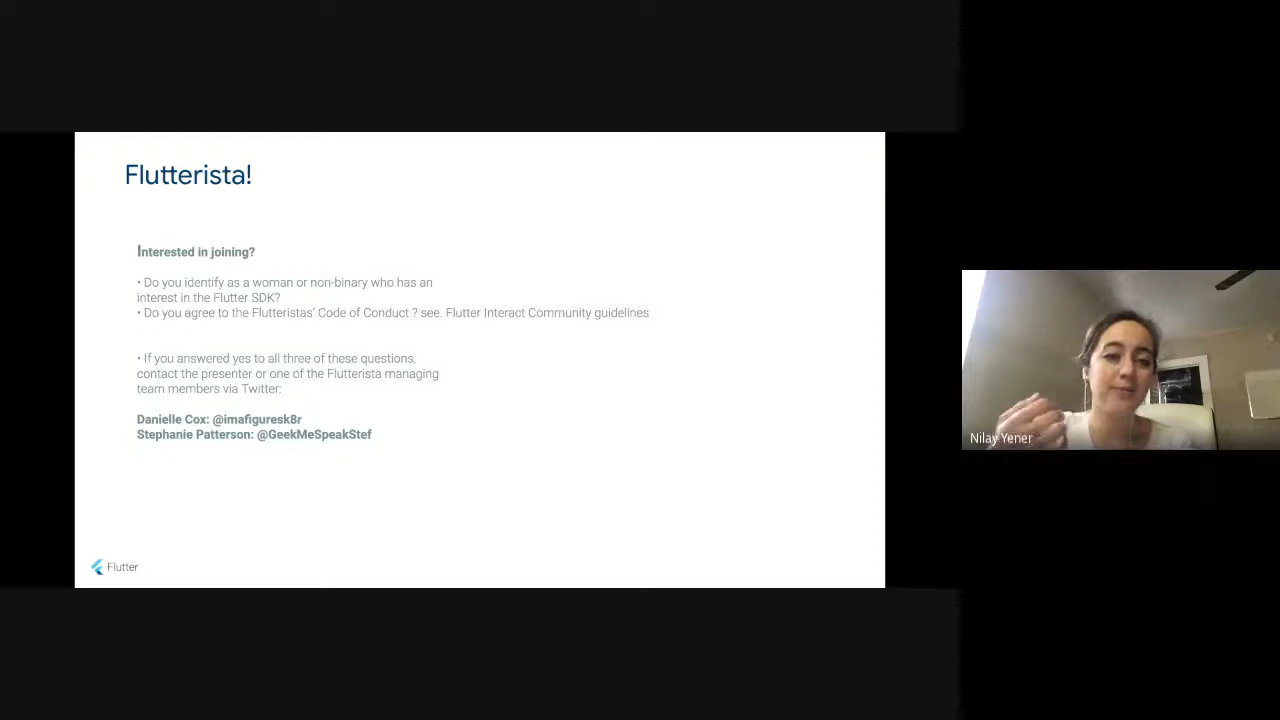 Flutterista!
Interested in joining?
• Do you identify as a woman or non-binary who has an
interest in the Flutter SDK?
• Do you agree to the Flutteristas' Code of Conduct ? see. Flutter Interact Community guidelines
• If you answered yes to all three of these questions,
contact the presenter or one of the Flutterista managing
team members via Twitter:
Danielle Cox: @imafiguresk8r
Stephanie Patterson: @GeekMeSpeakStef
Flutter
Nilay Yener